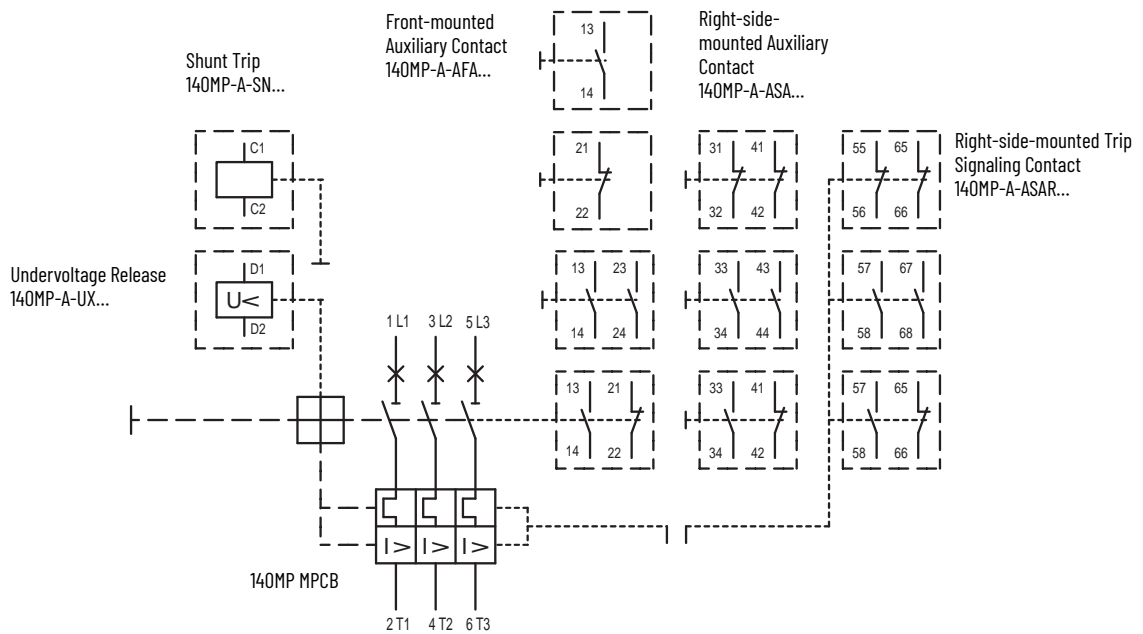 Front-mounted
Auxiliary Contact
140MP-A-AFA...
Right-side-
mounted Auxiliary
Contact
140MP-A-ASA...
Shunt Trip
140MP-A-SN...
13
14
C1
C2
21
22
31 41
32 42
55 65
56 66
Right-side-mounted Trip
Signaling Contact
140MP-A-ASAR...
Undervoltage Release
140MP-A-UX...
D1
U<
D2
13 23
14 24
33 43
34 44
57 67
58 68
1 L1 3 L2 5 L3
13 21
14 22
33 41
34 42
57 65
58 66
I > I > I >
140MP MPCB
2 T1 4 T2 6 T3